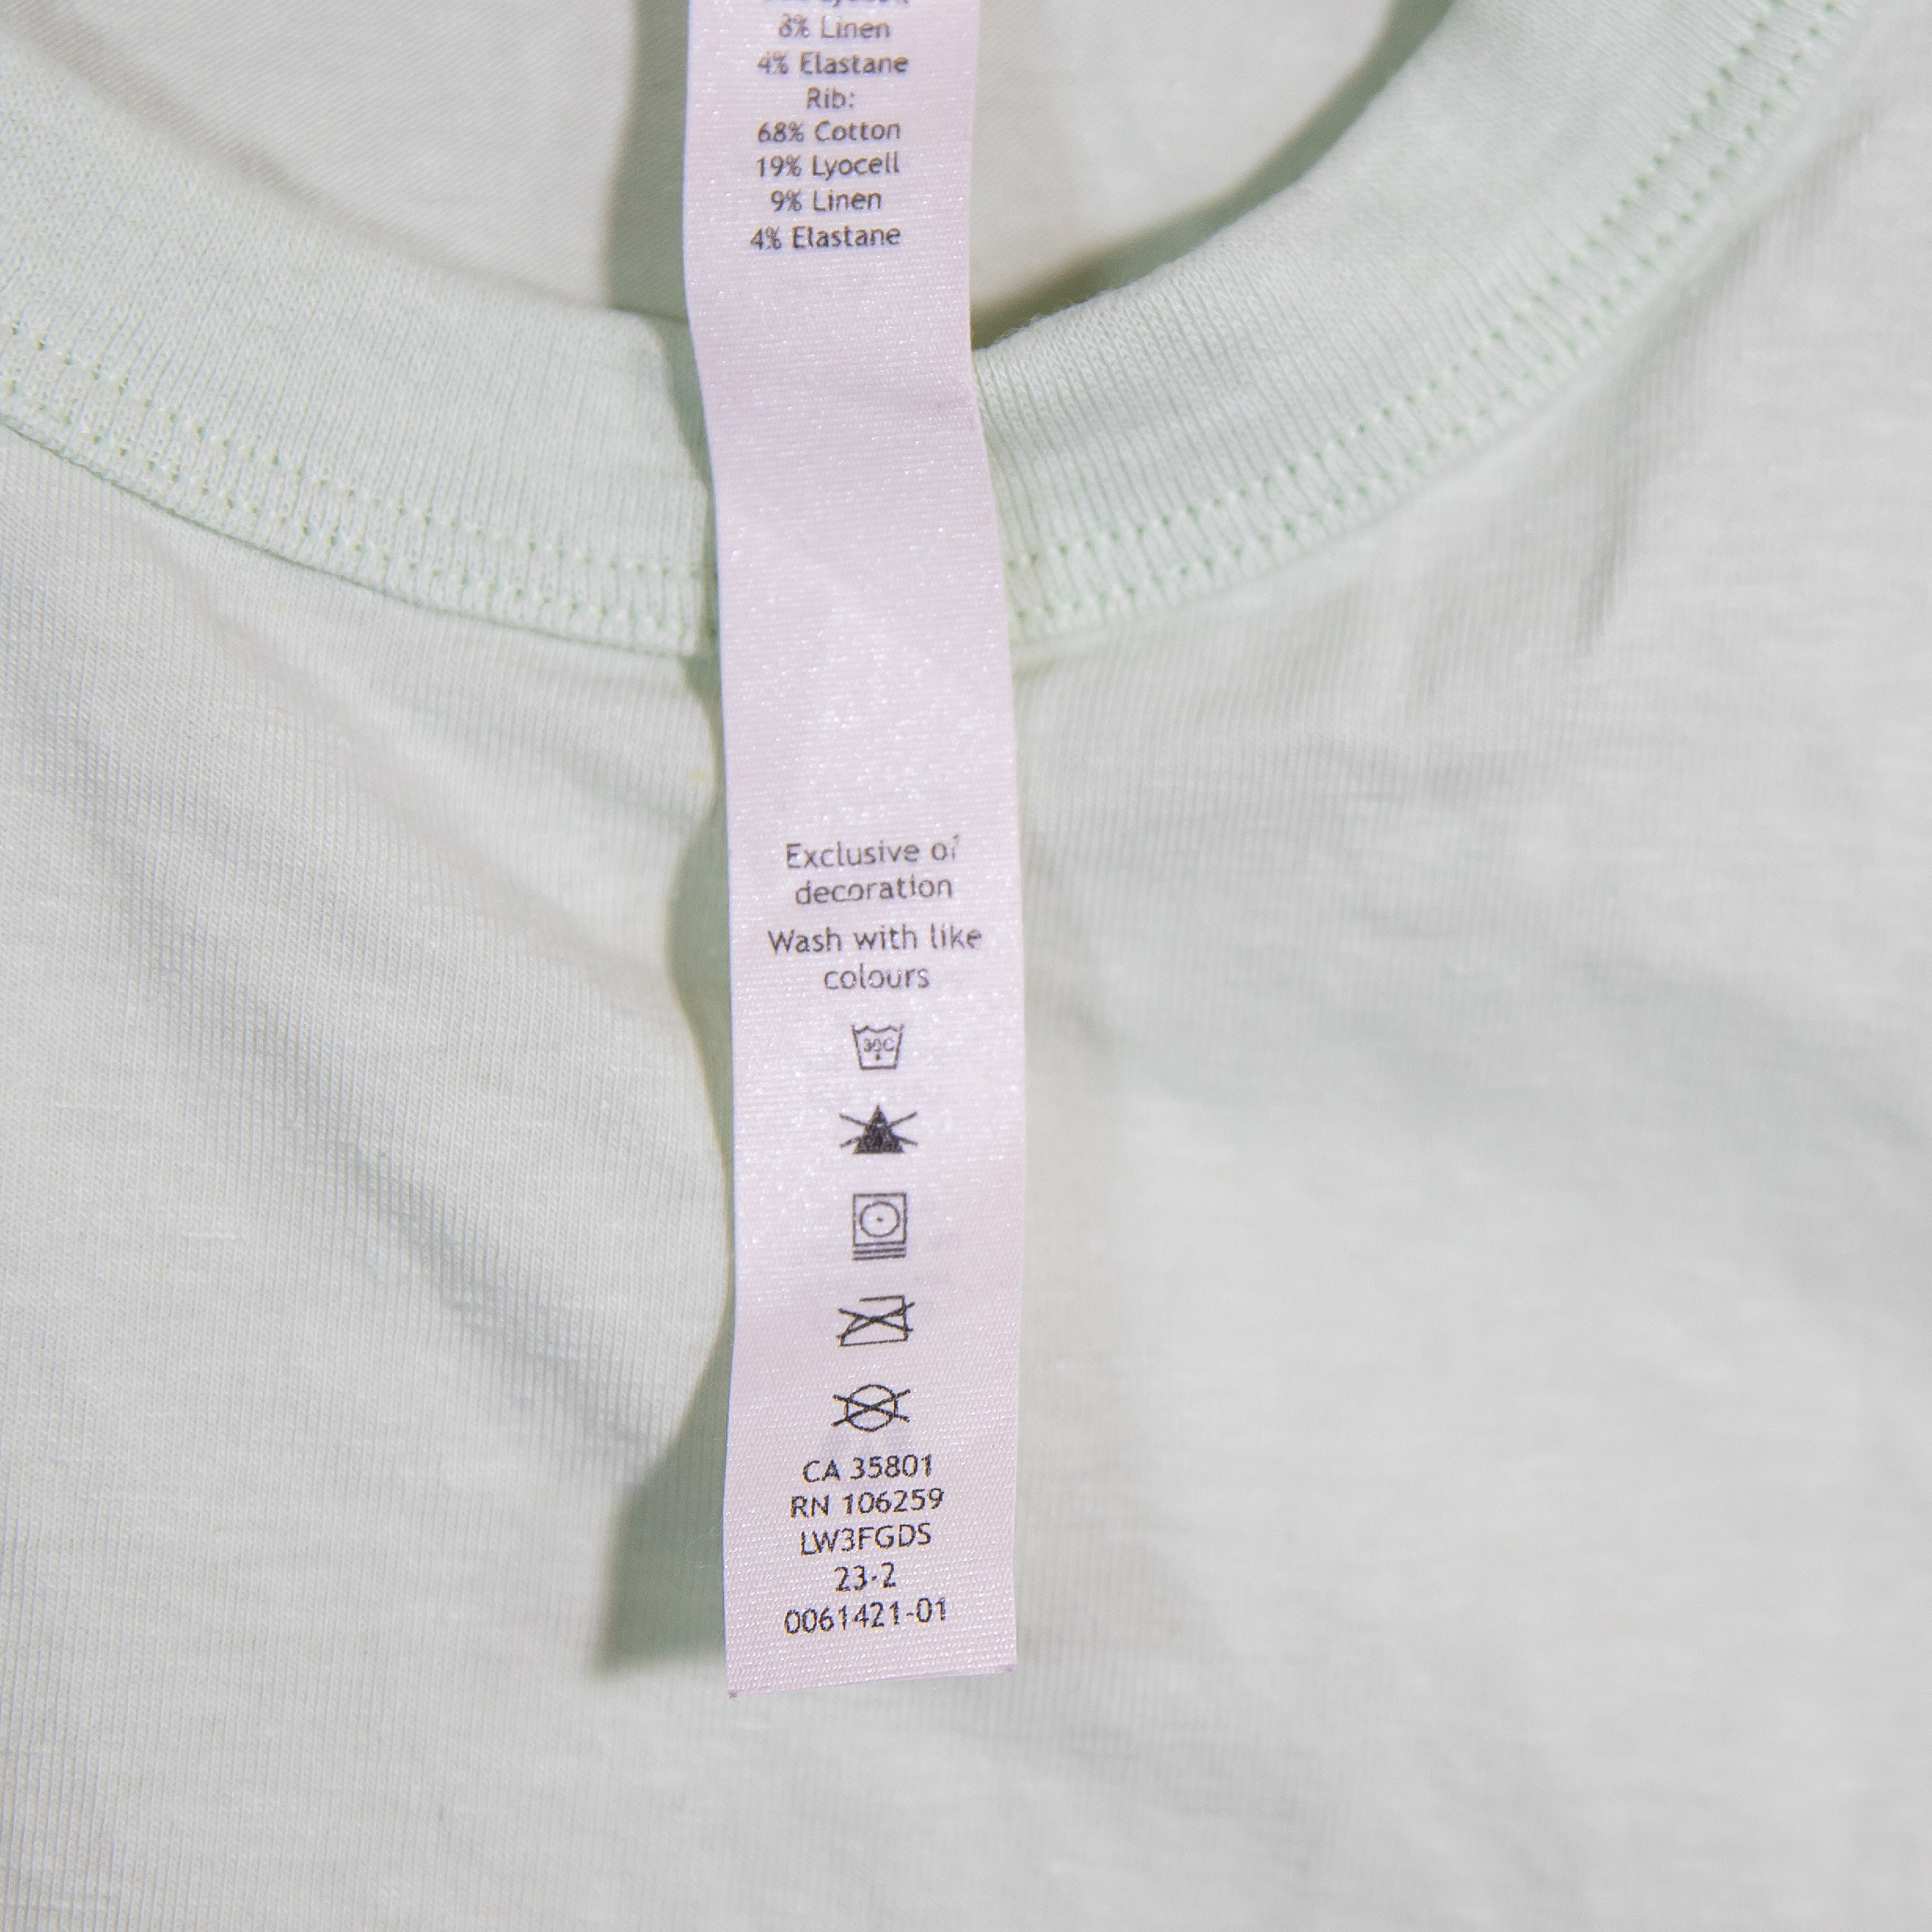 8% Linen
4% Elastane
Rib:
68% Cotton
19% Lyocell
9% Linen
4% Elastane
Exclusive of
decoration
Wash with like
colours
30C
CA 35801
RN 106259
LW3FGDS
23-2
0061421-01